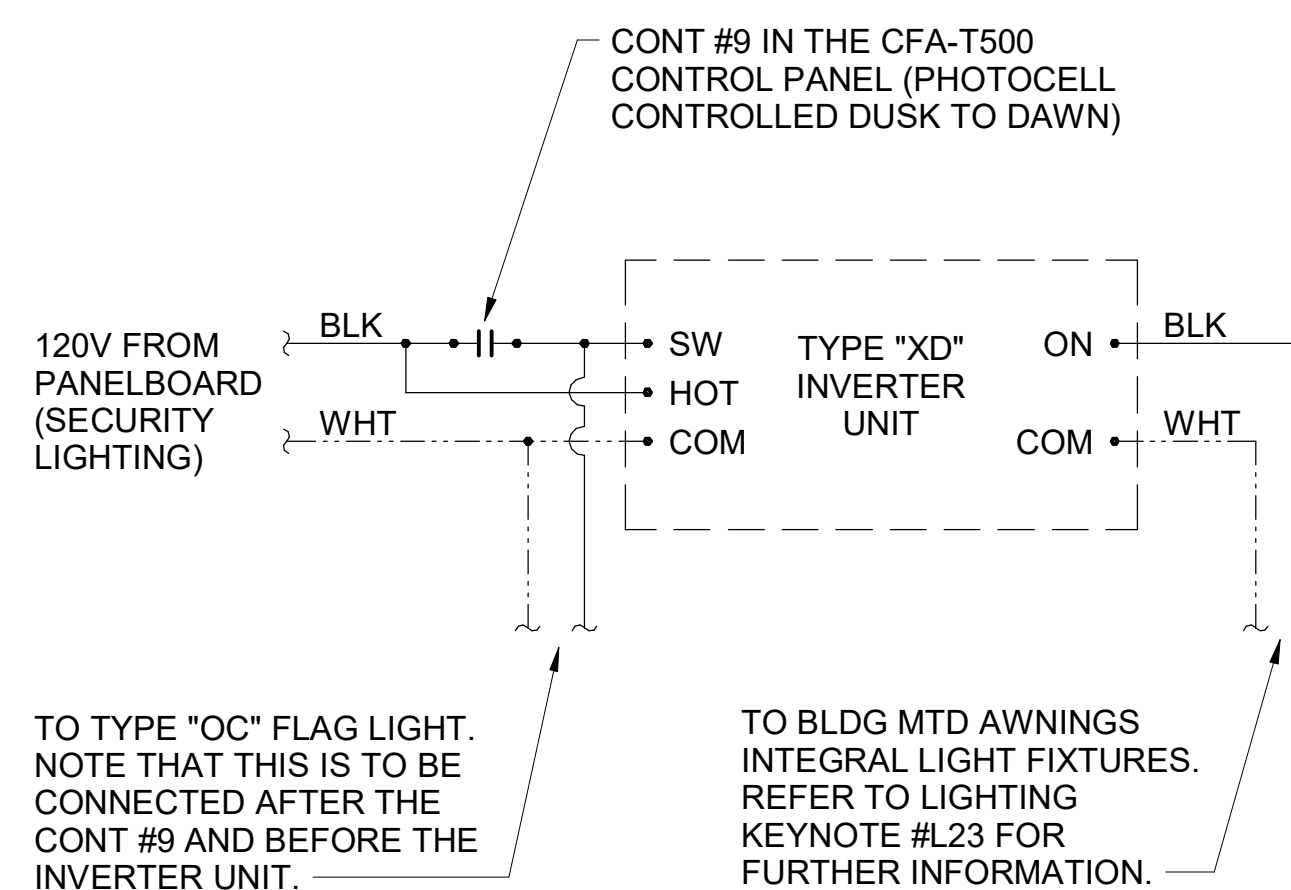 CONT #9 IN THE CFA-T500
CONTROL PANEL (PHOTOCELL
CONTROLLED DUSK TO DAWN)
120V FROM
PANELBOARD
(SECURITY
LIGHTING)
BLK
WHT
SW
HOT
COM
TYPE "XD"
INVERTER
UNIT
ON
COM
BLK
WHT
TO TYPE "OC" FLAG LIGHT.
NOTE THAT THIS IS TO BE
CONNECTED AFTER THE
CONT #9 AND BEFORE THE
INVERTER UNIT.
TO BLDG MTD AWNINGS
INTEGRAL LIGHT FIXTURES.
REFER TO LIGHTING
KEYNOTE #L23 FOR
FURTHER INFORMATION.